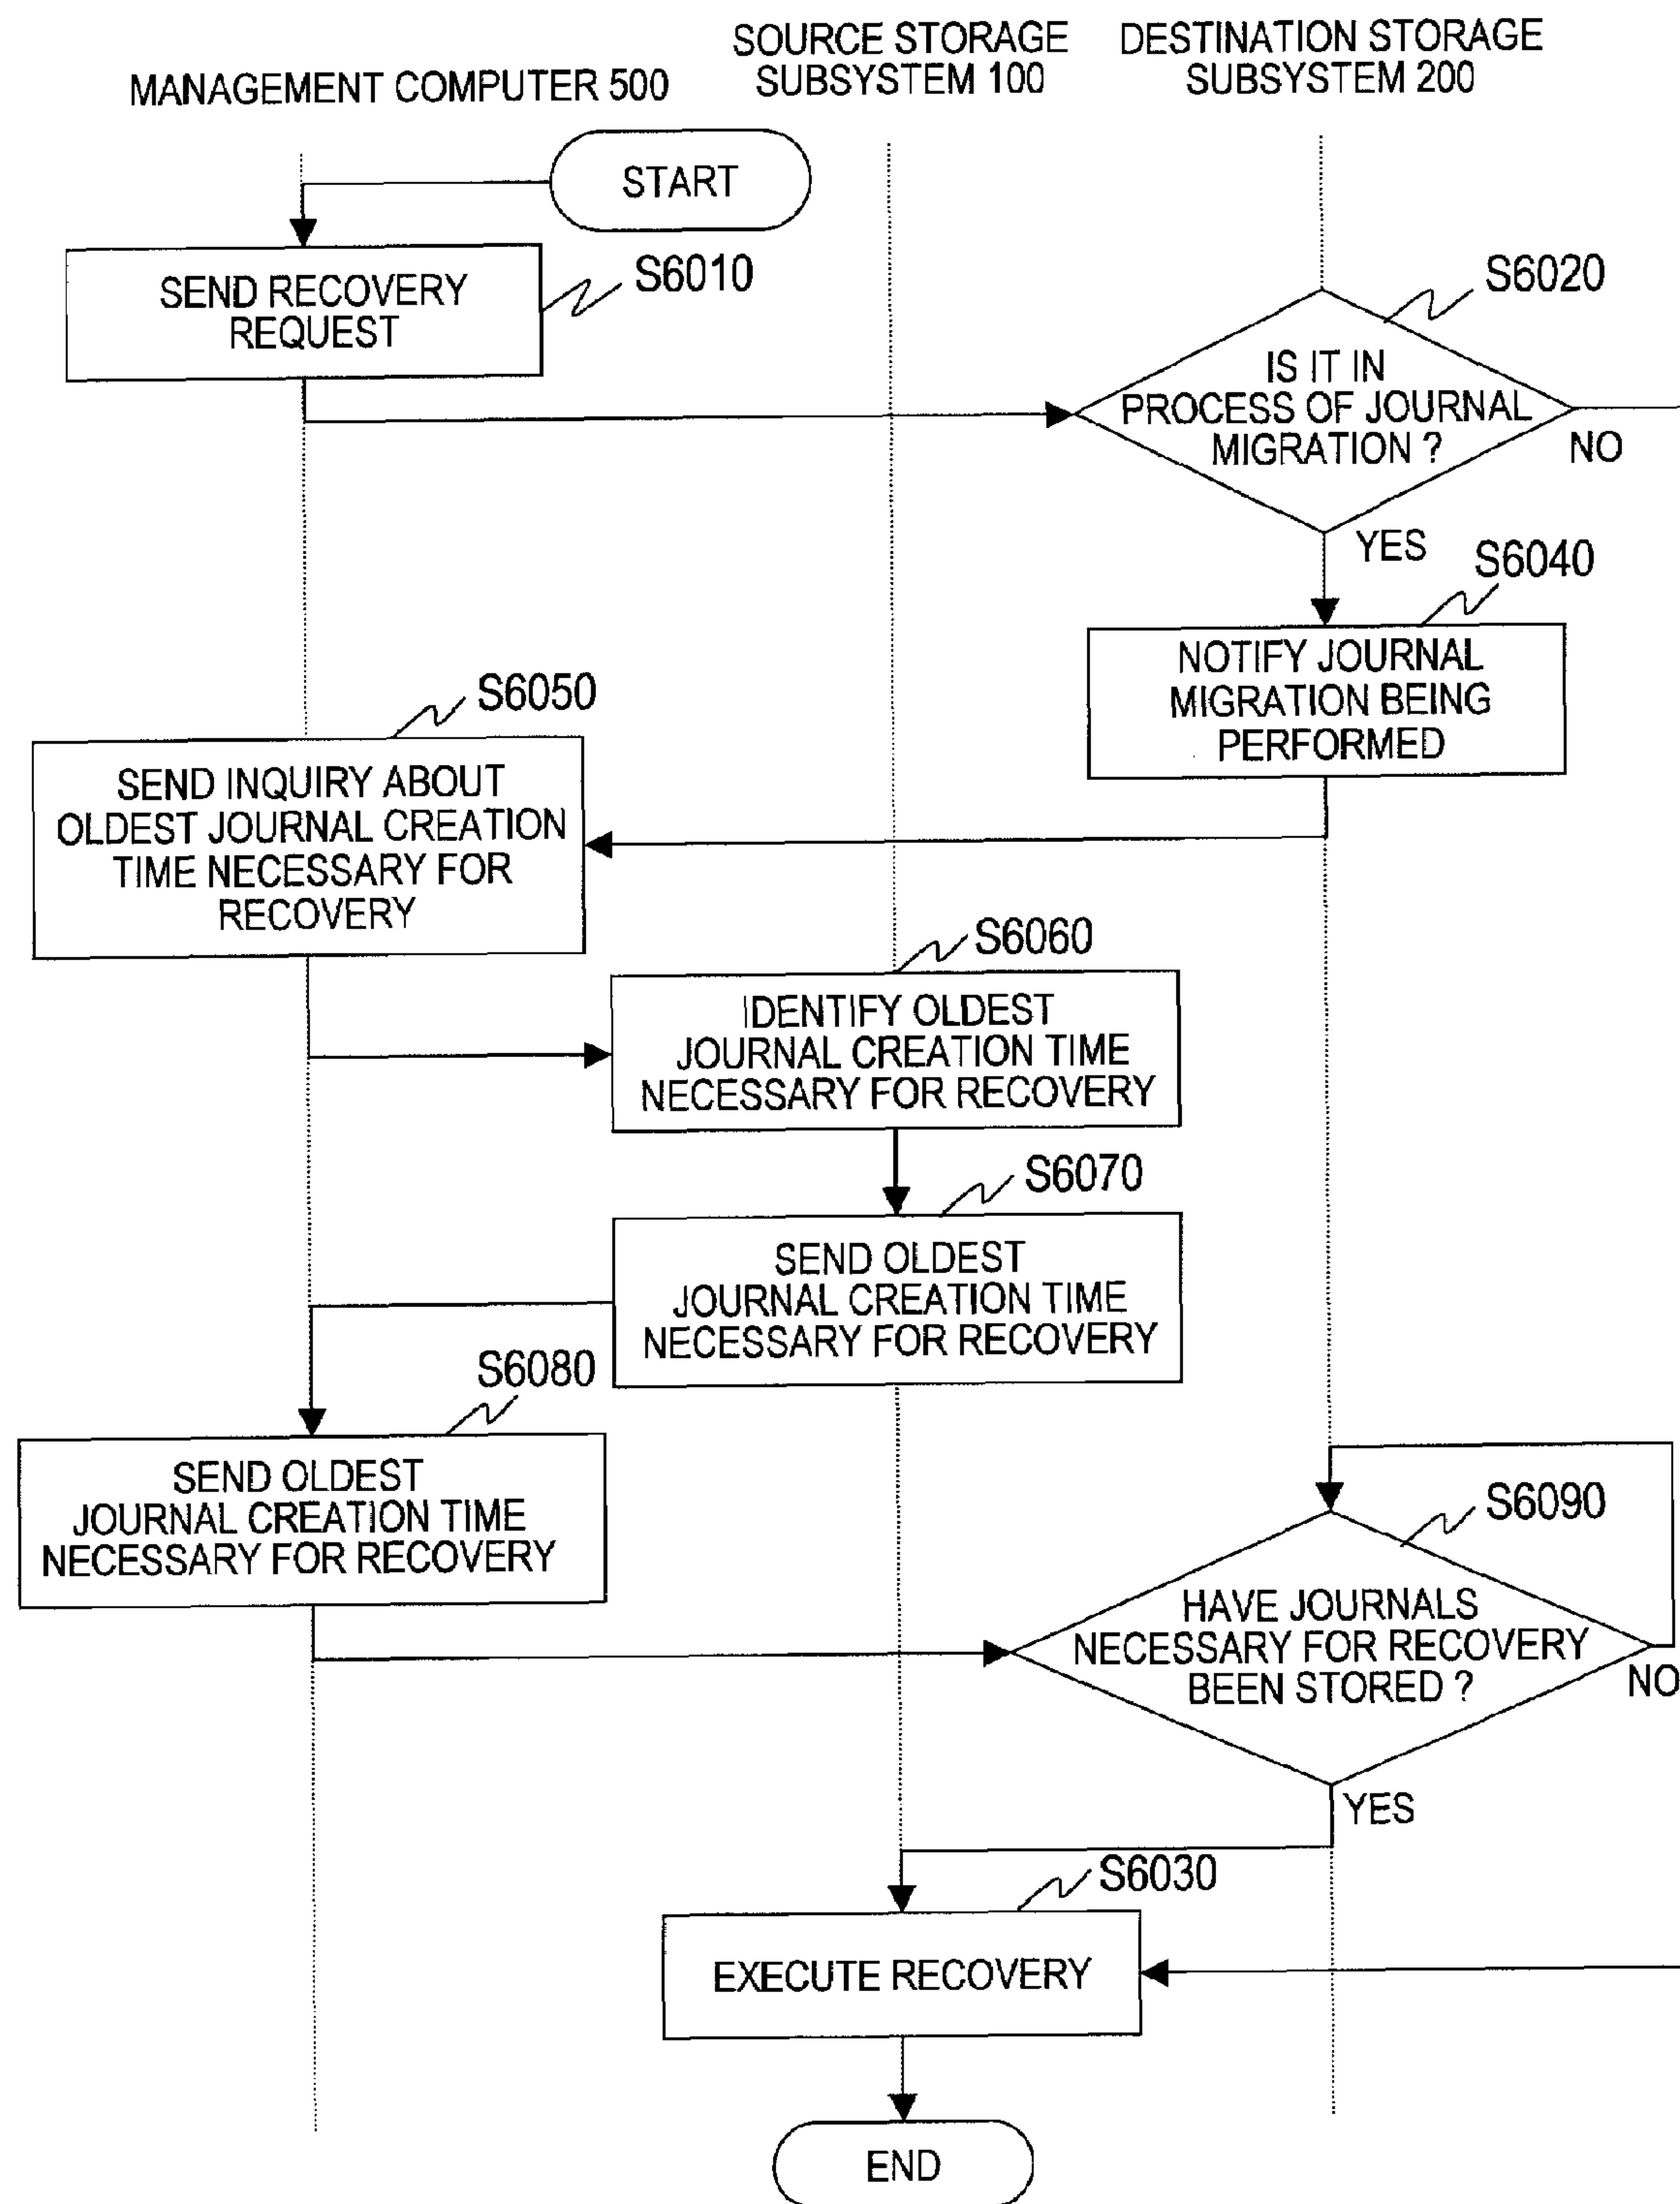 MANAGEMENT COMPUTER 500
SOURCE STORAGE
SUBSYSTEM 100
DESTINATION STORAGE
SUBSYSTEM 200
START
SEND RECOVERY
REQUEST
S6010
S6020
IS IT IN
PROCESS OF JOURNAL
MIGRATION ?
NO
YES
S6040
NOTIFY JOURNAL
MIGRATION BEING
PERFORMED
S6050
SEND INQUIRY ABOUT
OLDEST JOURNAL CREATION
TIME NECESSARY FOR
RECOVERY
S6060
IDENTIFY OLDEST
JOURNAL CREATION TIME
NECESSARY FOR RECOVERY
S6070
SEND OLDEST
JOURNAL CREATION TIME
NECESSARY FOR RECOVERY
S6080
SEND OLDEST
JOURNAL CREATION TIME
NECESSARY FOR RECOVERY
S6090
HAVE JOURNALS
NECESSARY FOR RECOVERY
BEEN STORED ?
NO
YES
S6030
EXECUTE RECOVERY
END